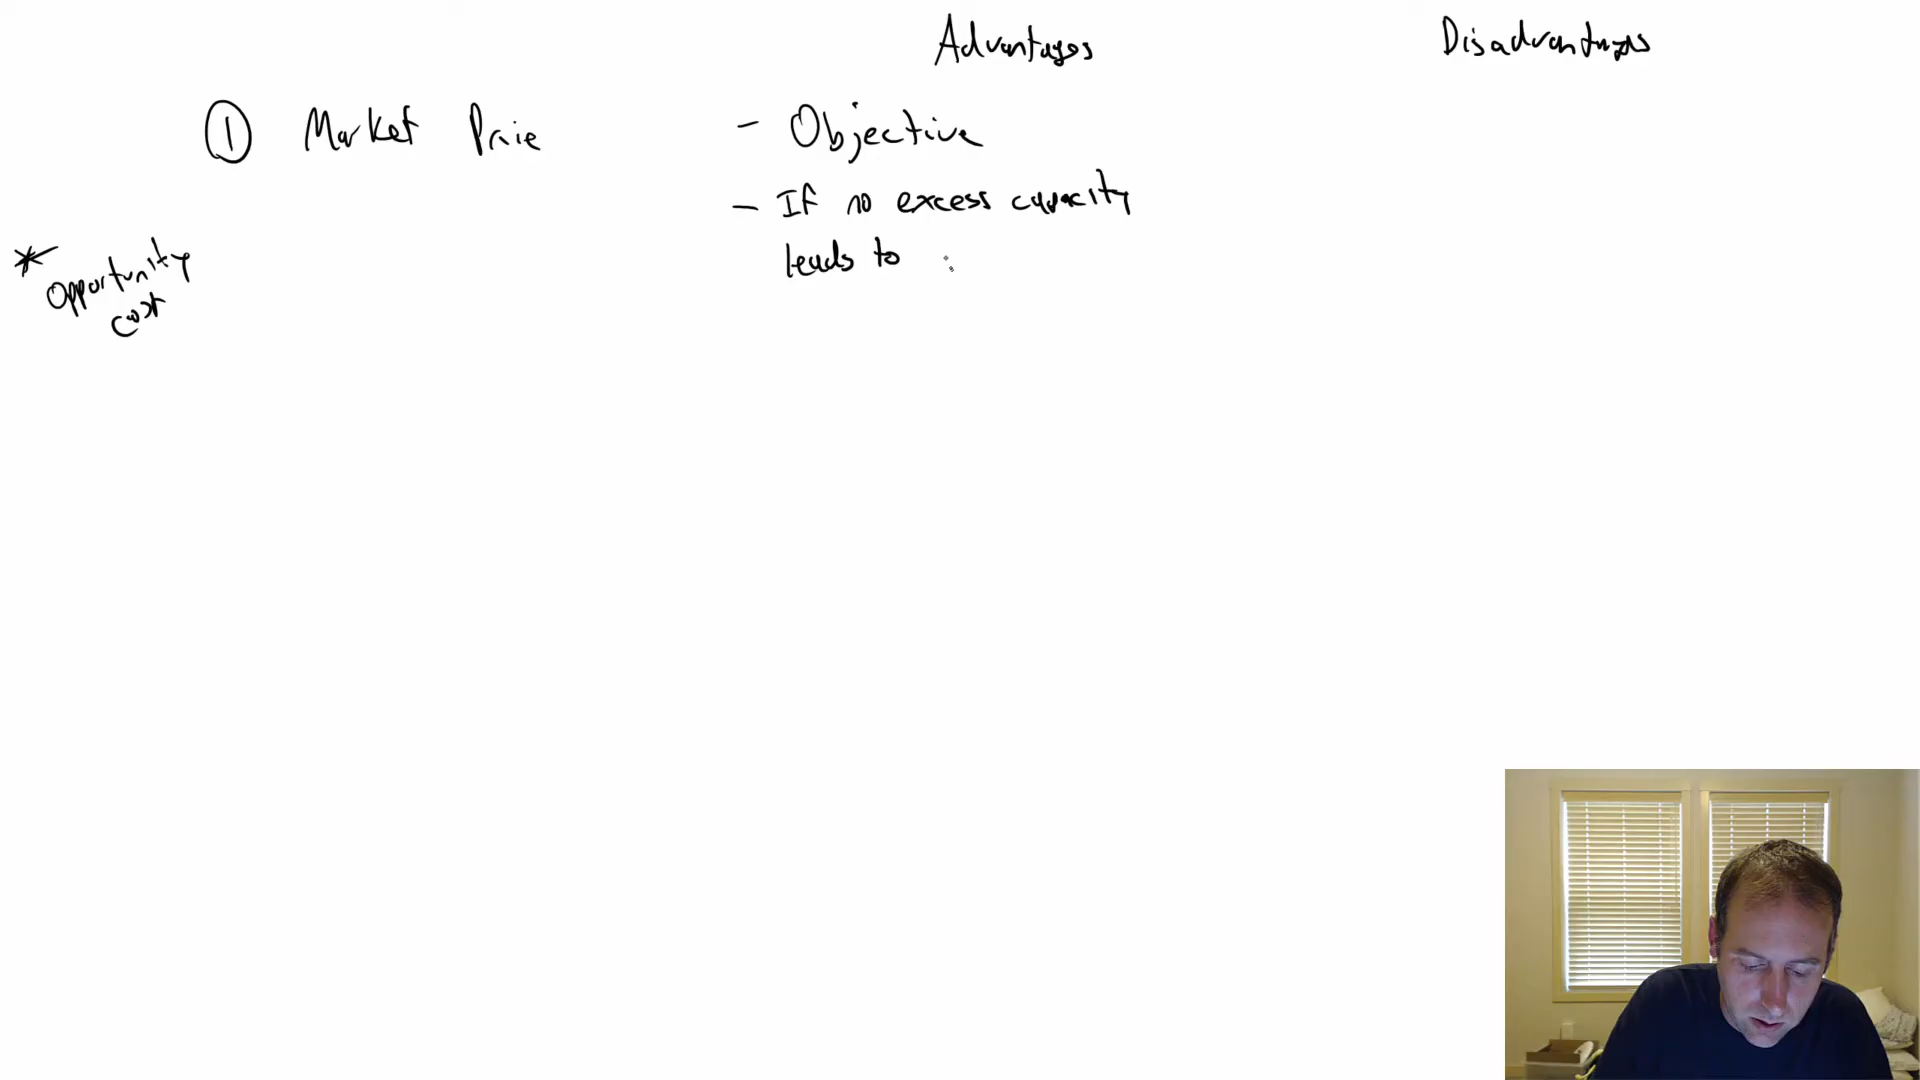 Advantages Disadvantages
① Market Price - Objective
- If no excess capacity
leads to
* Opportunity
cost